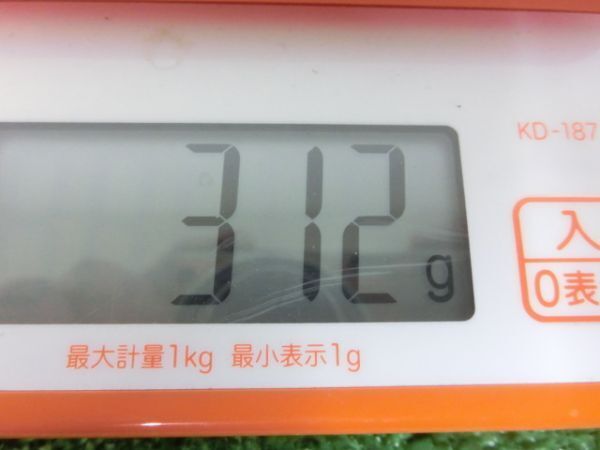 KD-187
312 g
入
0表
最大計量1kg 最小表示1g